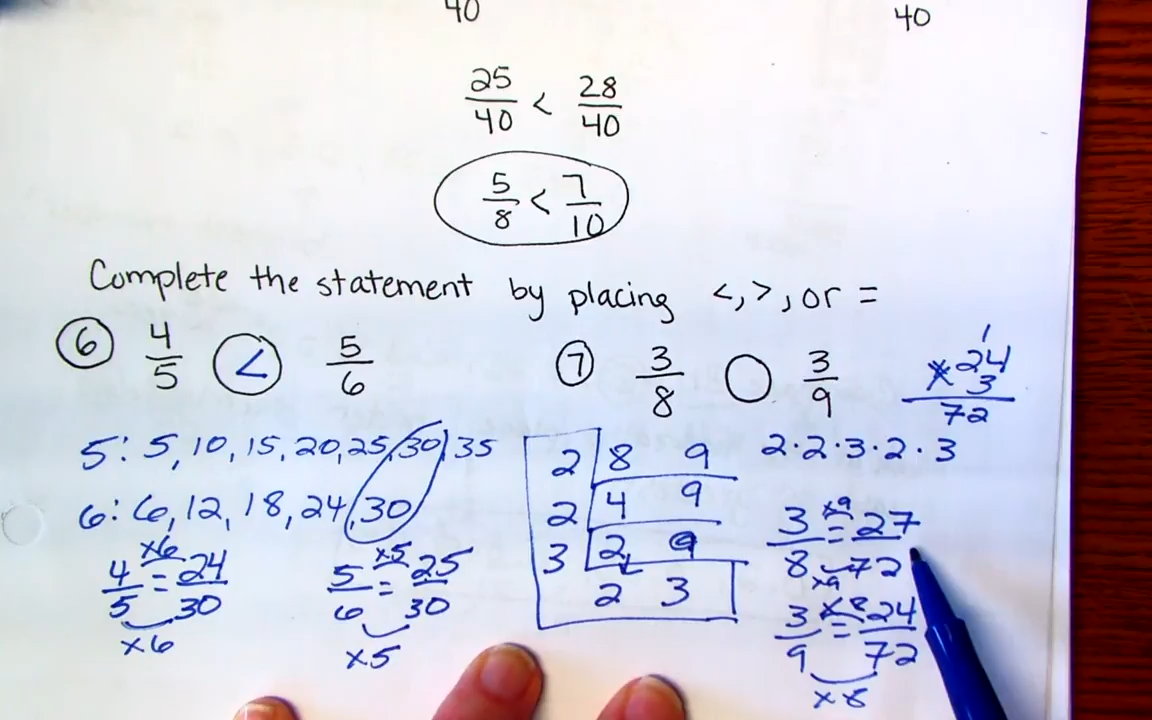 40 40
25/40 < 28/40
5/8 < 7/10
Complete the statement by placing <, >, or =
⑥ 4/5 < 5/6 ⑦ 3/8 ○ 3/9
1
24
× 3
72
5: 5, 10, 15, 20, 25, 30, 35
6: 6, 12, 18, 24, 30
×6
4/5 = 24/30
×6
×5
5/6 = 25/30
×5
2 8 9
2 4 9
3 2 9
2 3
2·2·3·2·3
×9
3/8 = 27/72
×9
×8
3/9 = 24/72
×8